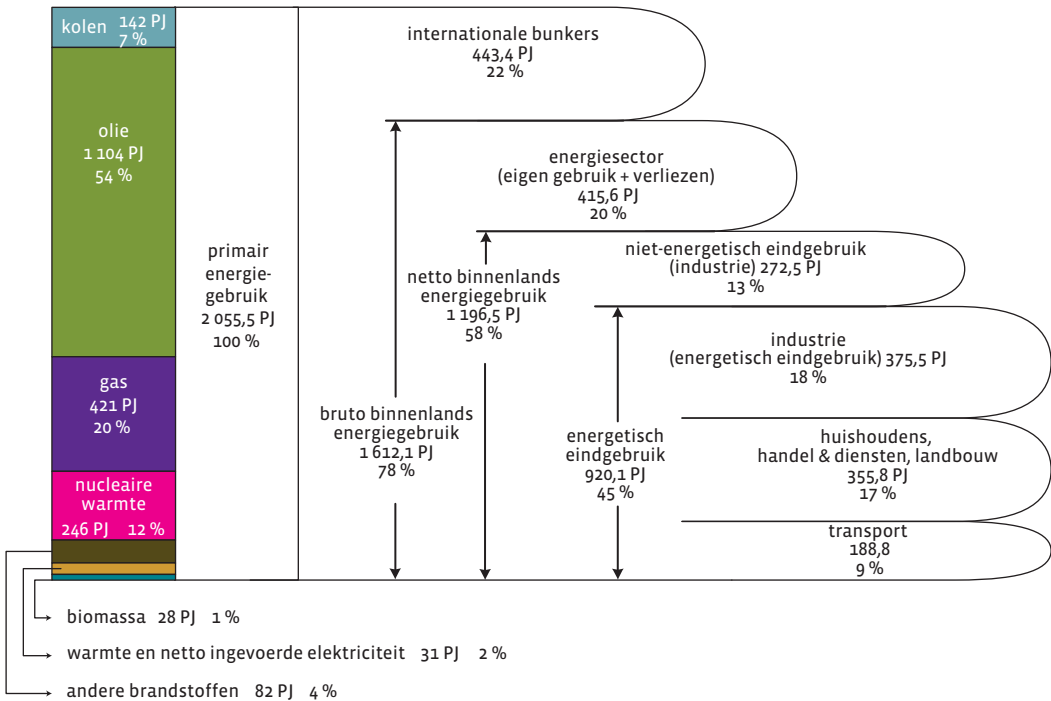 kolen 142 PJ
7 %
olie
1 104 PJ
54 %
gas
421 PJ
20 %
nucleaire
warmte
246 PJ 12 %
primair
energie-
gebruik
2 055,5 PJ
100 %
internationale bunkers
443,4 PJ
22 %
bruto binnenlands
energiegebruik
1 612,1 PJ
78 %
energiesector
(eigen gebruik + verliezen)
415,6 PJ
20 %
netto binnenlands
energiegebruik
1 196,5 PJ
58 %
niet-energetisch eindgebruik
(industrie) 272,5 PJ
13 %
energetisch
eindgebruik
920,1 PJ
45 %
industrie
(energetisch eindgebruik) 375,5 PJ
18 %
huishoudens,
handel & diensten, landbouw
355,8 PJ
17 %
transport
188,8
9 %
biomassa 28 PJ 1 %
warmte en netto ingevoerde elektriciteit 31 PJ 2 %
andere brandstoffen 82 PJ 4 %